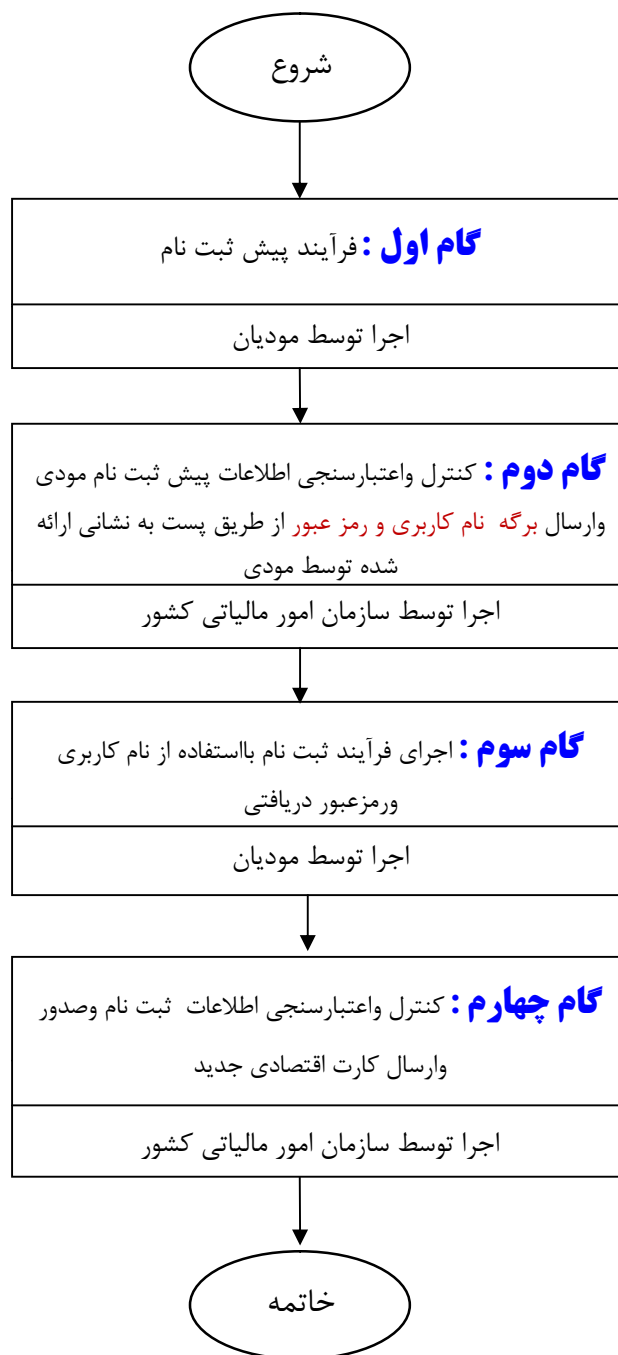 شروع
گام اول : فرآیند پیش ثبت نام
اجرا توسط مودیان
گام دوم : کنترل واعتبارسنجی اطلاعات پیش ثبت نام مودی
وارسال برگه نام کاربری و رمز عبور از طریق پست به نشانی ارائه
شده توسط مودی
اجرا توسط سازمان امور مالیاتی کشور
گام سوم : اجرای فرآیند ثبت نام بااستفاده از نام کاربری
ورمزعبور دریافتی
اجرا توسط مودیان
گام چهارم : کنترل واعتبارسنجی اطلاعات ثبت نام وصدور
وارسال کارت اقتصادی جدید
اجرا توسط سازمان امور مالیاتی کشور
خاتمه